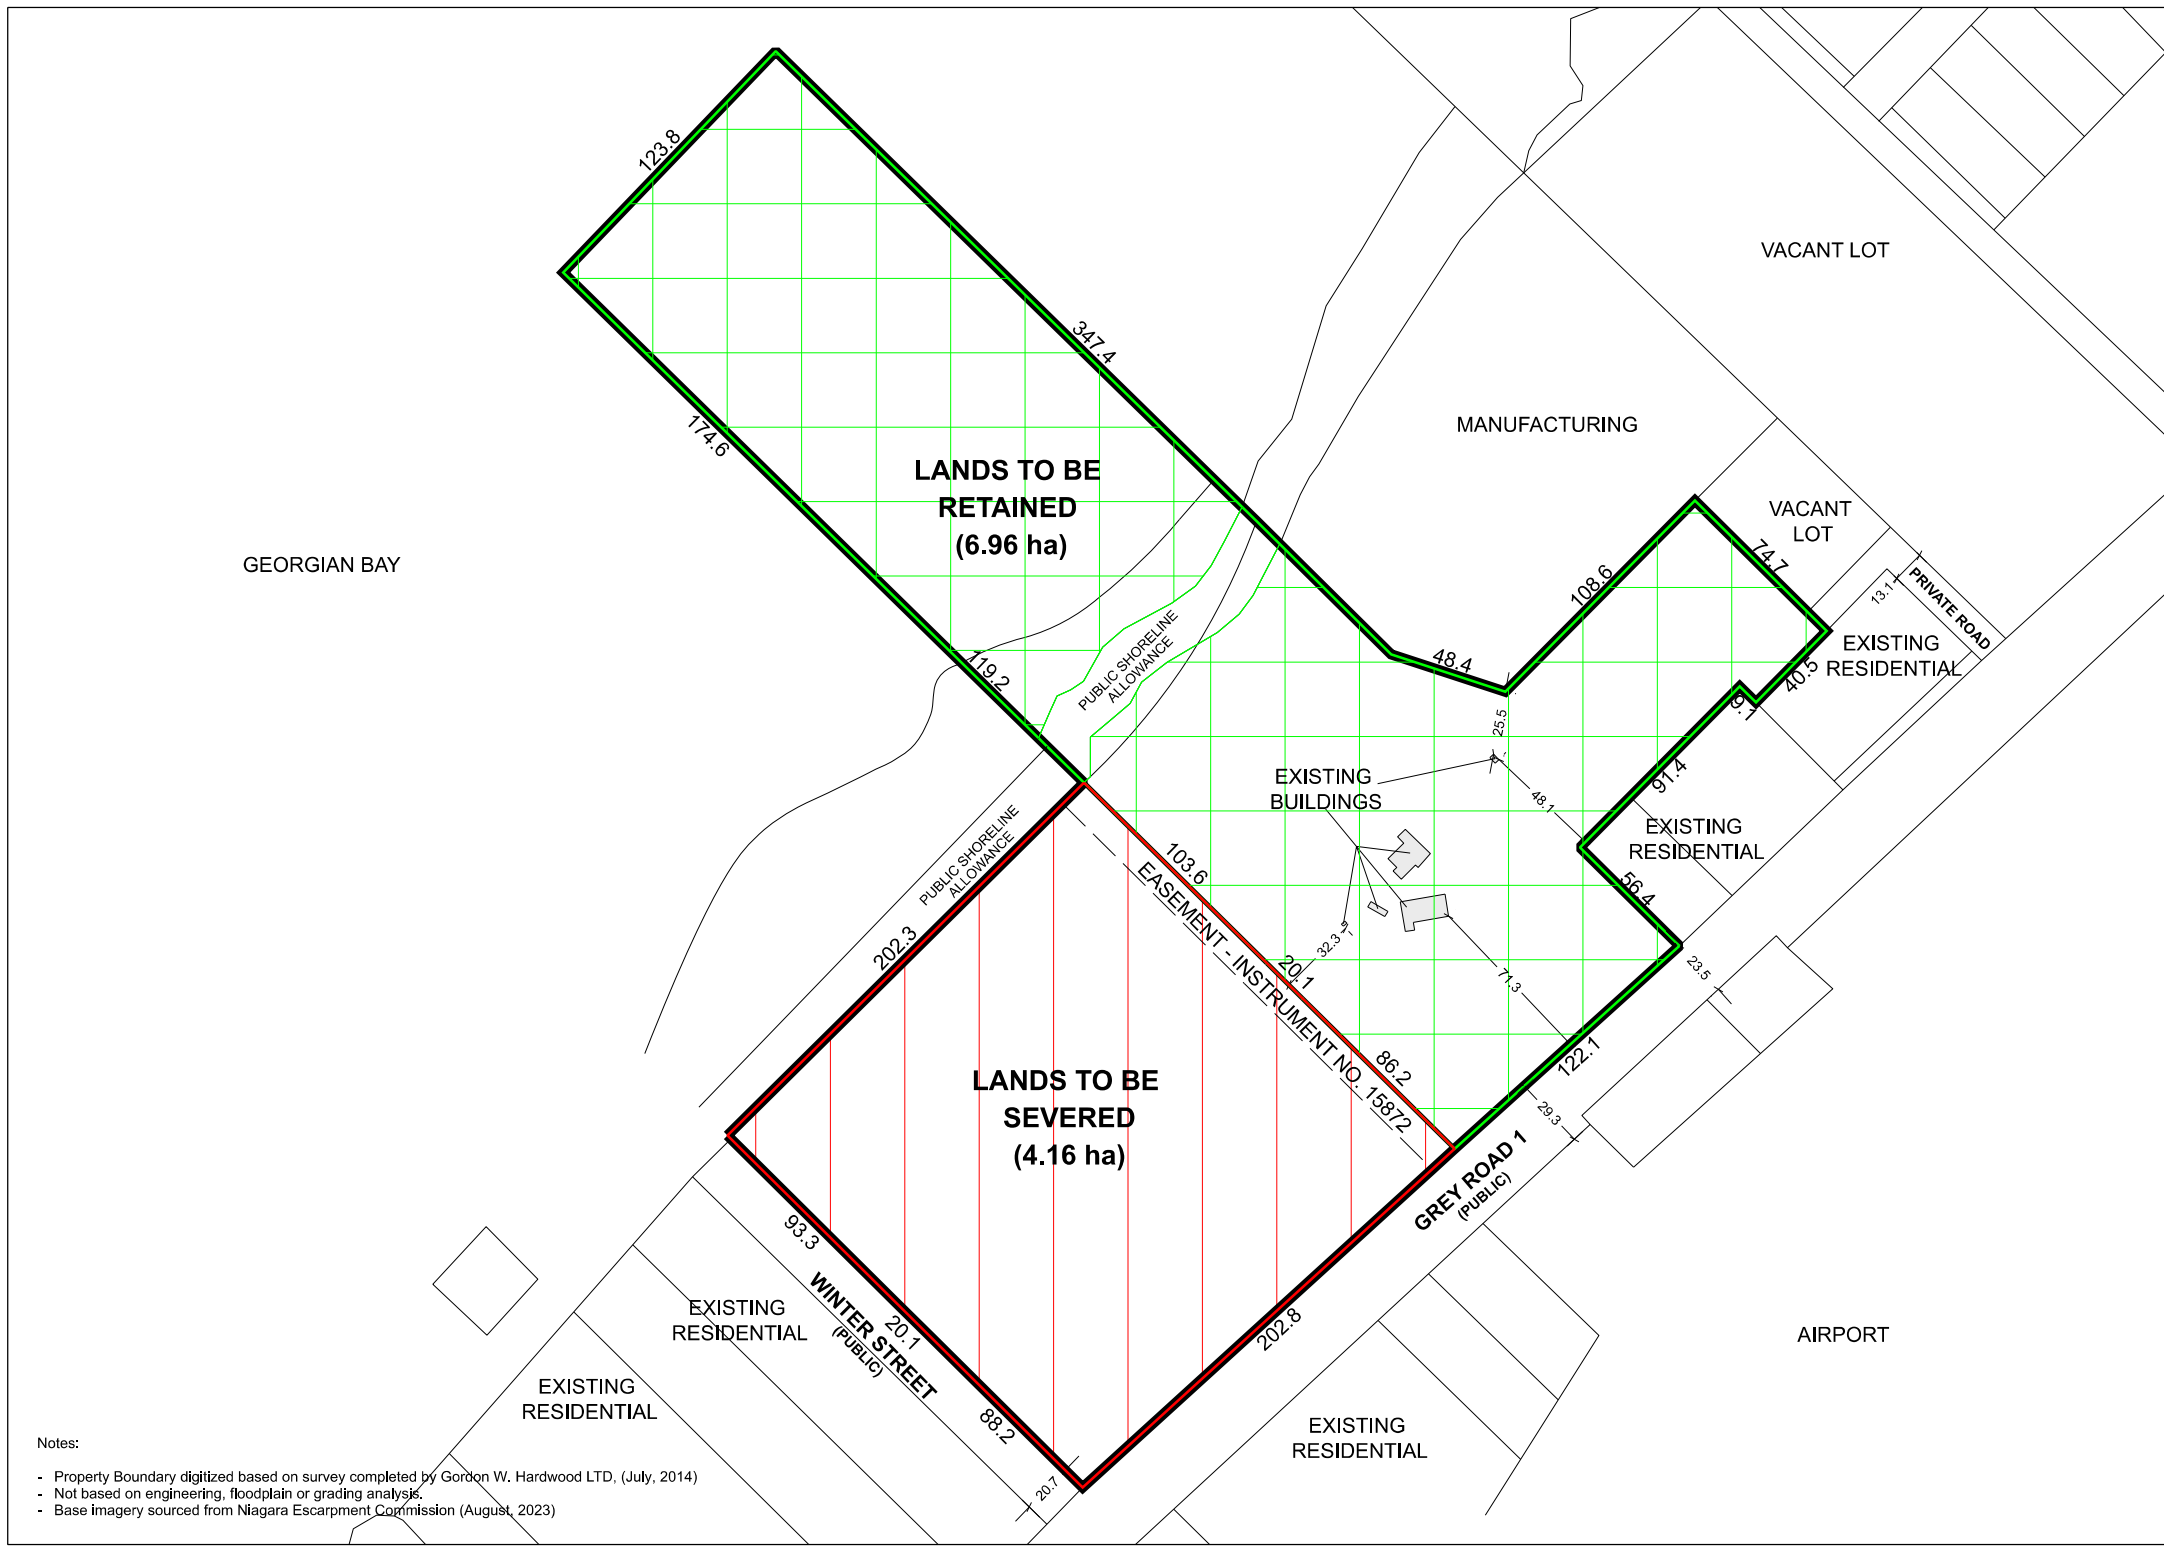 123.8
VACANT LOT
347.4
174.6
MANUFACTURING
LANDS TO BE
RETAINED
(6.96 ha)
GEORGIAN BAY
VACANT
LOT
74.7
108.6
13.1
PRIVATE ROAD
EXISTING
RESIDENTIAL
40.5
9.1
48.4
119.2
PUBLIC SHORELINE
ALLOWANCE
25.5
91.4
48.1
EXISTING
BUILDINGS
EXISTING
RESIDENTIAL
56.4
PUBLIC SHORELINE
ALLOWANCE
103.6
EASEMENT - INSTRUMENT NO. 15872
202.3
32.3
20.1
71.3
23.5
86.2
122.1
29.3
LANDS TO BE
SEVERED
(4.16 ha)
GREY ROAD 1
(PUBLIC)
93.3
WINTER STREET
(PUBLIC)
20.1
88.2
202.8
20.7
EXISTING
RESIDENTIAL
EXISTING
RESIDENTIAL
EXISTING
RESIDENTIAL
AIRPORT
Notes:
- Property Boundary digitized based on survey completed by Gordon W. Hardwood LTD, (July, 2014)
- Not based on engineering, floodplain or grading analysis.
- Base imagery sourced from Niagara Escarpment Commission (August, 2023)